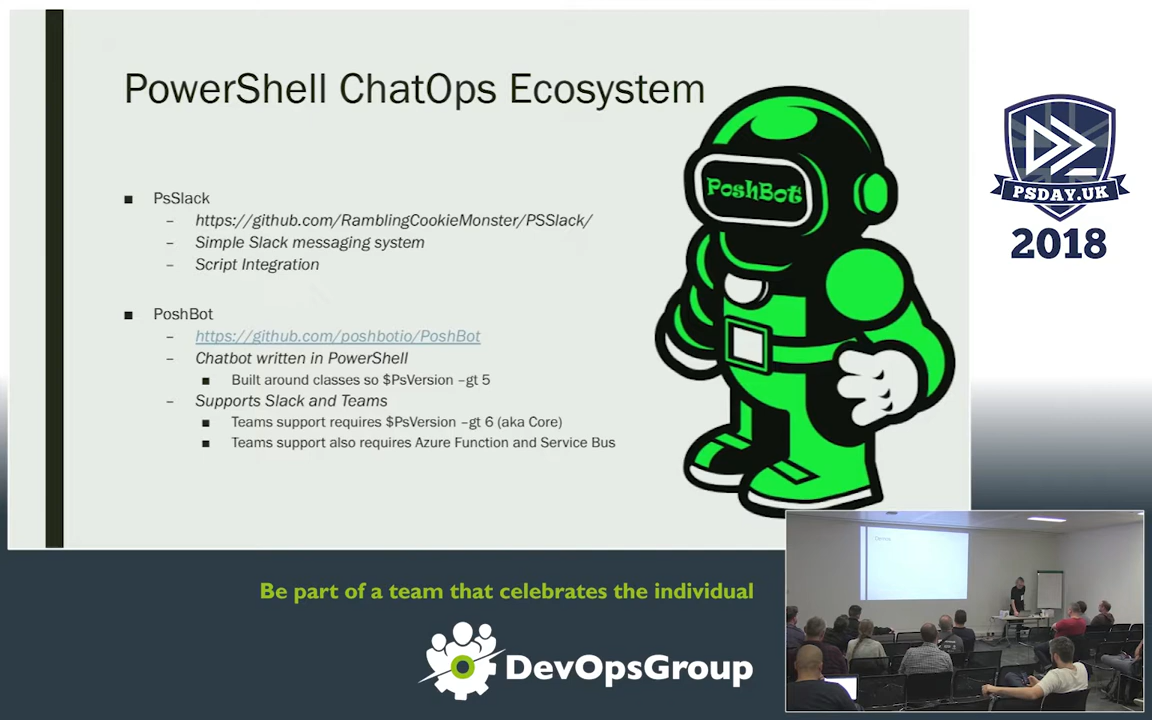 PowerShell ChatOps Ecosystem
■ PsSlack
– https://github.com/RamblingCookieMonster/PSSlack/
– Simple Slack messaging system
– Script Integration
■ PoshBot
– https://github.com/poshbotio/PoshBot
– Chatbot written in PowerShell
■ Built around classes so $PsVersion –gt 5
– Supports Slack and Teams
■ Teams support requires $PsVersion –gt 6 (aka Core)
■ Teams support also requires Azure Function and Service Bus
PoshBot
PSDAY.UK
2018
Be part of a team that celebrates the individual
DevOpsGroup